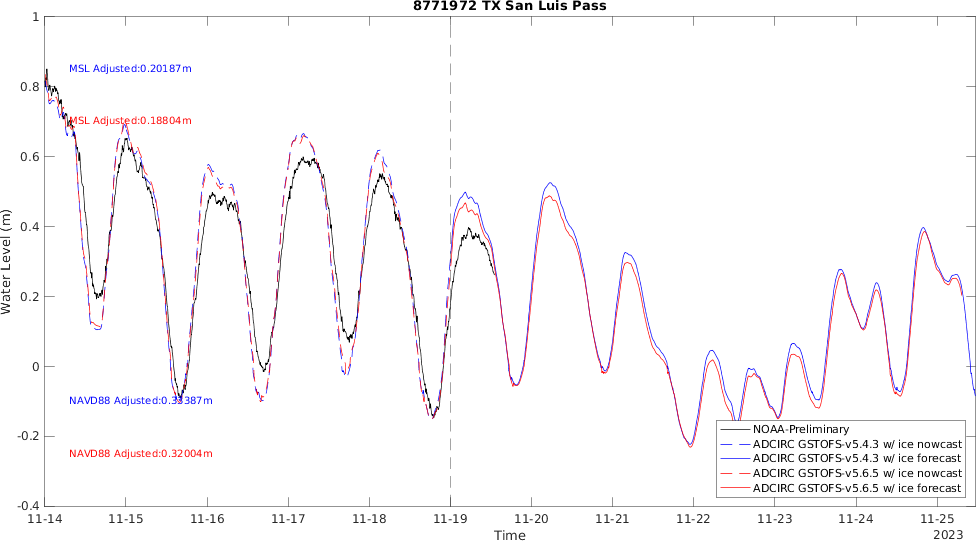 8771972 TX San Luis Pass
1
0.8
0.6
0.4
0.2
0
-0.2
-0.4
Water Level (m)
MSL Adjusted:0.20187m
MSL Adjusted:0.18804m
NAVD88 Adjusted:0.33387m
NAVD88 Adjusted:0.32004m
NOAA-Preliminary
ADCIRC GSTOFS-v5.4.3 w/ ice nowcast
ADCIRC GSTOFS-v5.4.3 w/ ice forecast
ADCIRC GSTOFS-v5.6.5 w/ ice nowcast
ADCIRC GSTOFS-v5.6.5 w/ ice forecast
11-14 11-15 11-16 11-17 11-18 11-19 11-20 11-21 11-22 11-23 11-24 11-25
Time
2023